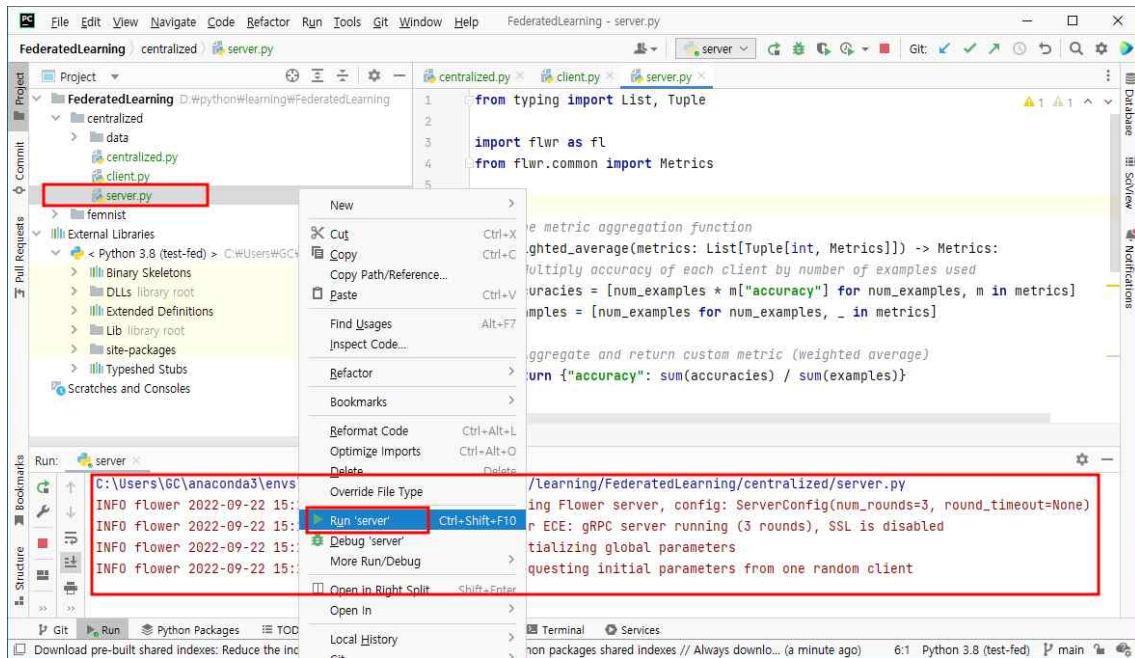 File Edit View Navigate Code Refactor Run Tools Git Window Help FederatedLearning - server.py
FederatedLearning centralized server.py
server
Git:
Project
centralized.py
client.py
server.py
FederatedLearning D:₩python₩learning₩FederatedLearning
centralized
data
centralized.py
client.py
server.py
femnist
External Libraries
< Python 3.8 (test-fed) > C:₩Users₩GC₩
Binary Skeletons
DLLs library root
Extended Definitions
Lib library root
site-packages
Typeshed Stubs
Scratches and Consoles
1 from typing import List, Tuple
2
3 import flwr as fl
4 from flwr.common import Metrics
5
1 1
e metric aggregation function
ghted_average(metrics: List[Tuple[int, Metrics]]) -> Metrics:
ultiply accuracy of each client by number of examples used
uracies = [num_examples * m["accuracy"] for num_examples, m in metrics]
mples = [num_examples for num_examples, _ in metrics]
ggregate and return custom metric (weighted average)
urn {"accuracy": sum(accuracies) / sum(examples)}
New
Cut Ctrl+X
Copy Ctrl+C
Copy Path/Reference...
Paste Ctrl+V
Find Usages Alt+F7
Inspect Code...
Refactor
Bookmarks
Reformat Code Ctrl+Alt+L
Optimize Imports Ctrl+Alt+O
Delete Delete
Override File Type
Run 'server' Ctrl+Shift+F10
Debug 'server'
More Run/Debug
Open in Right Split Shift+Enter
Open In
Local History
Git
Run: server
C:\Users\GC\anaconda3\envs /learning/FederatedLearning/centralized/server.py
INFO flower 2022-09-22 15: ing Flower server, config: ServerConfig(num_rounds=3, round_timeout=None)
INFO flower 2022-09-22 15: r ECE: gRPC server running (3 rounds), SSL is disabled
INFO flower 2022-09-22 15: tializing global parameters
INFO flower 2022-09-22 15: questing initial parameters from one random client
Project
Commit
Pull Requests
Bookmarks
Structure
Database
SciView
Notifications
Git Run Python Packages TOD Terminal Services
Download pre-built shared indexes: Reduce the ind hon packages shared indexes // Always downlo... (a minute ago) 6:1 Python 3.8 (test-fed) main